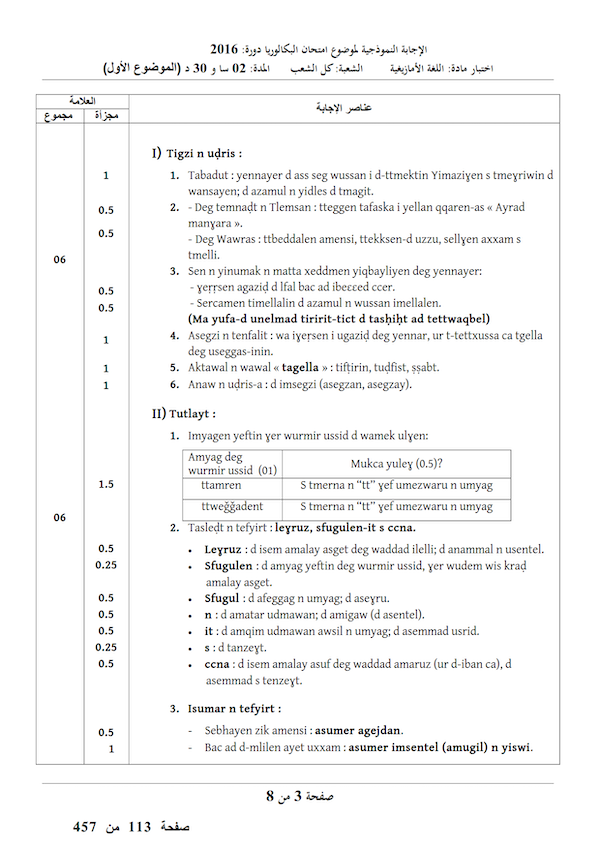 الإجابة النموذجية لموضوع امتحان البكالوريا دورة: 2016
اختبار مادة: اللغة الأمازيغية الشعبة: كل الشعب المدة: 02 سا و 30 د (الموضوع الأول)
العلامة
عناصر الإجابة
مجموع مجزأة
I) Tigzi n uḍris :
1 1. Tabadut : yennayer d ass seg wussan i d-ttmektin Yimaziɣen s tmeɣriwin d
wansayen; d azamul n yidles d tmagit.
0.5 2. - Deg temnaḍt n Tlemsan : tteggen tafaska i yellan qqaren-as « Ayrad
manɣara ».
0.5
- Deg Wawras : ttbeddalen amensi, ttekksen-d uzzu, sellɣen axxam s
tmelli.
06
3. Sen n yinumak n matta xeddmen yiqbayliyen deg yennayer:
0.5 - ɣeṛṛsen agaziḍ d lfal bac ad ibeɛɛed ccer.
0.5 - Sercamen timellalin d azamul n wussan imellalen.
(Ma yufa-d unelmad tiririt-tict d tasḥiḥt ad tettwaqbel)
1 4. Asegzi n tenfalit : wa iɣeṛsen i ugaziḍ deg yennar, ur t-tettxussa ca tgella
deg useggas-inin.
1 5. Aktawal n wawal « tagella » : tifṭirin, tuḍfist, ṣṣabt.
1 6. Anaw n uḍris-a : d imsegzi (asegzan, asegzay).
II) Tutlayt :
1. Imyagen yeftin ɣer wurmir ussid d wamek ulɣen:
Amyag deg
wurmir ussid (01)
Mukca yuleɣ (0.5)?
1.5 ttamren S tmerna n “tt” ɣef umezwaru n umyag
ttweǧǧadent S tmerna n “tt” ɣef umezwaru n umyag
06
2. Tasleḍt n tefyirt : leɣruz, sfugulen-it s ccna.
0.5 • Leɣruz : d isem amalay asget deg waddad ilelli; d anammal n usentel.
0.25 • Sfugulen : d amyag yeftin deg wurmir ussid, ɣer wudem wis kraḍ
amalay asget.
0.5 • Sfugul : d afeggag n umyag; d aseɣru.
0.5 • n : d amatar udmawan; d amigaw (d asentel).
0.5 • it : d amqim udmawan awsil n umyag; d asemmad usrid.
0.25 • s : d tanzeɣt.
0.5 • ccna : d isem amalay asuf deg waddad amaruz (ur d-iban ca), d
asemmad s tenzeɣt.
3. Isumar n tefyirt :
0.5 - Sebhayen zik amensi : asumer agejdan.
1 - Bac ad d-mlilen ayet uxxam : asumer imsentel (amugil) n yiswi.
صفحة 3 من 8
صفحة 113 من 457